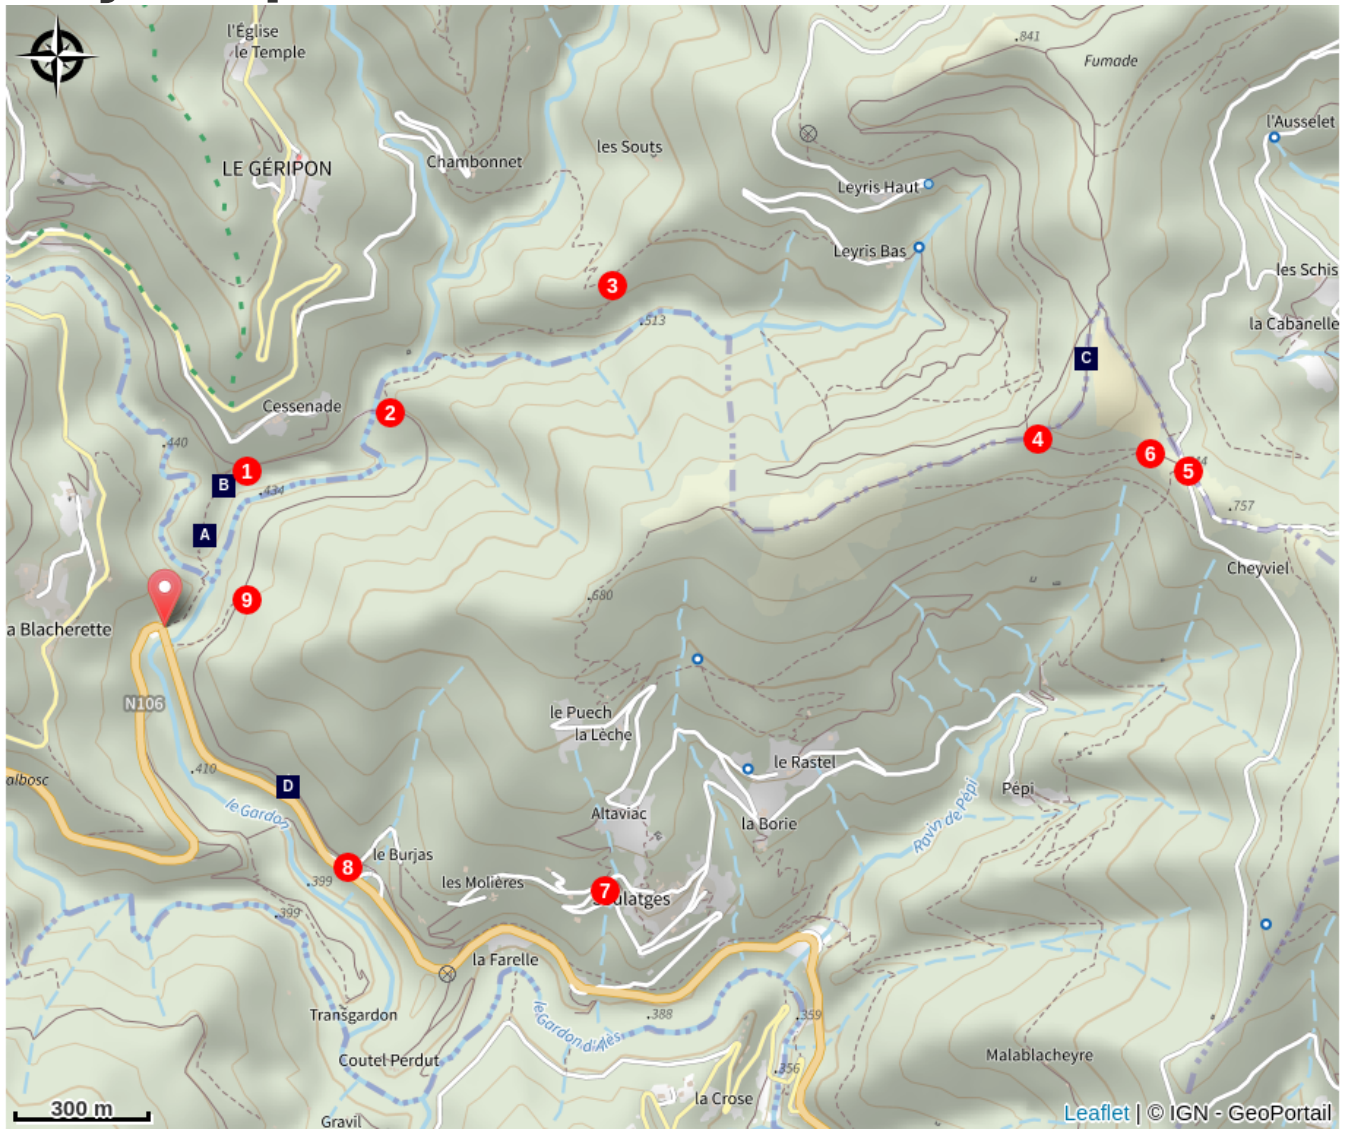 l'Église
le Temple
.841
Fumade
l'Ausselet
LE GÉRIPON
Chambonnet
les Souts
Leyris Haut
Leyris Bas
les Schis
3
.513
la Cabanelle
C
Cessenade
2
.440
4
6
5
1
B
.434
.757
A
Cheyviel
9
.680
a Blacherette
N106
le Puech
la Lèche
.410
le Rastel
albosc
D
Pépi
le Gardon
Altaviac
la Borie
Ravin de Pépi
8
le Burjas
.399
les Molières
7
.399
la Farelle
Transgardon
le Gardon d'Alès
.388
.359
Coutel Perdut
Malablacheyre
.356
la Crose
300 m
Gravil
Leaflet | © IGN - GeoPortail